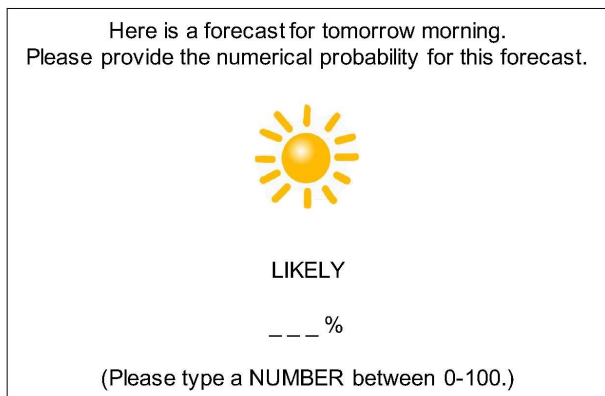 Here is a forecast for tomorrow morning.
Please provide the numerical probability for this forecast.
LIKELY
_ _ _ %
(Please type a NUMBER between 0-100.)